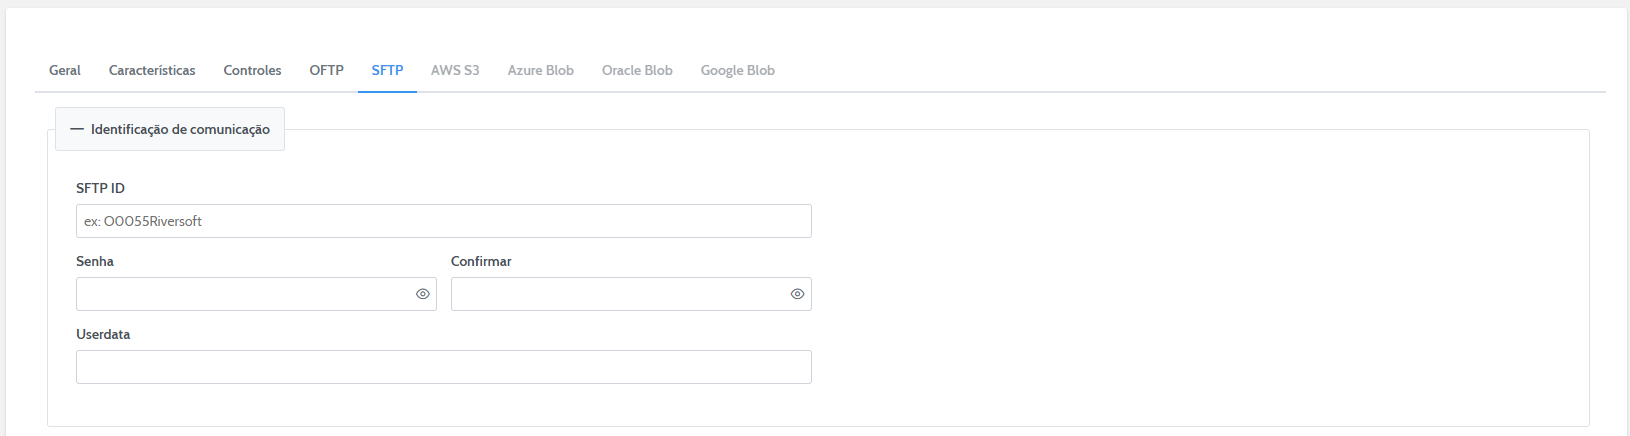 Geral Características Controles OFTP SFTP AWS S3 Azure Blob Oracle Blob Google Blob
— Identificação de comunicação
SFTP ID
ex: O0055Riversoft
Senha Confirmar
Userdata